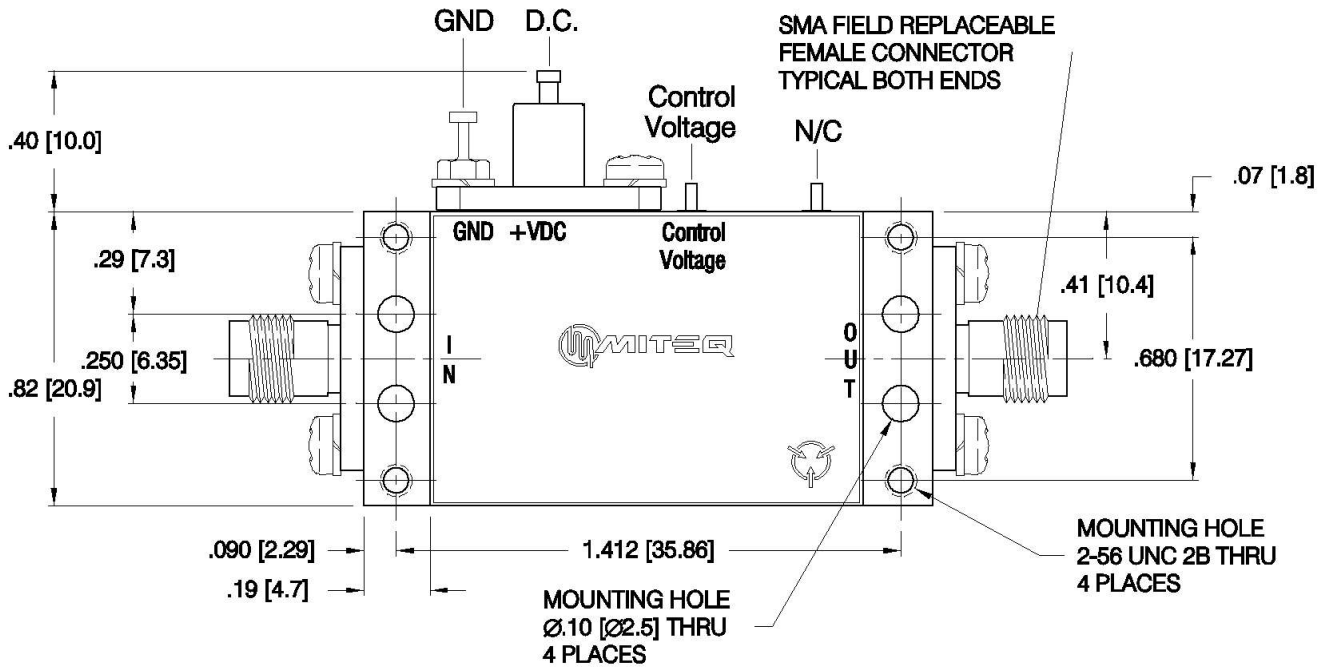 GND D.C.
SMA FIELD REPLACEABLE
FEMALE CONNECTOR
TYPICAL BOTH ENDS
Control
Voltage
N/C
.40 [10.0]
.07 [1.8]
GND +VDC
Control
Voltage
.29 [7.3]
.41 [10.4]
.250 [6.35]
.82 [20.9]
I
N
MITEQ
O
U
T
.680 [17.27]
.090 [2.29]
1.412 [35.86]
.19 [4.7]
MOUNTING HOLE
Ø.10 [Ø2.5] THRU
4 PLACES
MOUNTING HOLE
2-56 UNC 2B THRU
4 PLACES